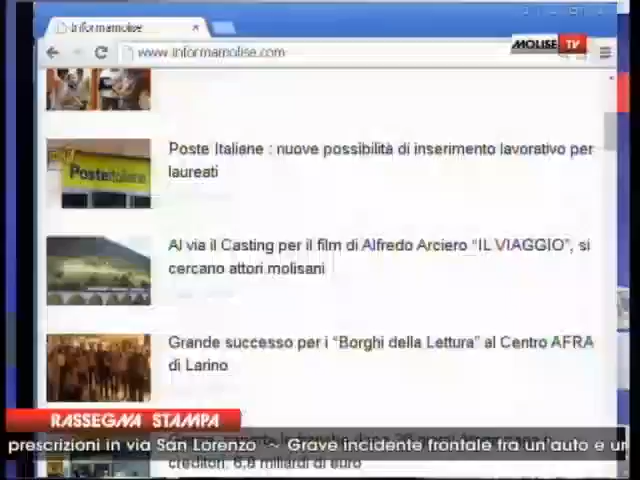 Informamolise
www.informamolise.com
MOLISE TV
Poste Italiane : nuove possibilità di inserimento lavorativo per
laureati
Posteitaliane
Al via il Casting per il film di Alfredo Arciero “IL VIAGGIO”, si
cercano attori molisani
Grande successo per i “Borghi della Lettura” al Centro AFRA
di Larino
RASSEGNA STAMPA
prescrizioni in via San Lorenzo ~ Grave incidente frontale tra un'auto e un
creditori, 6,8 miliardi di euro